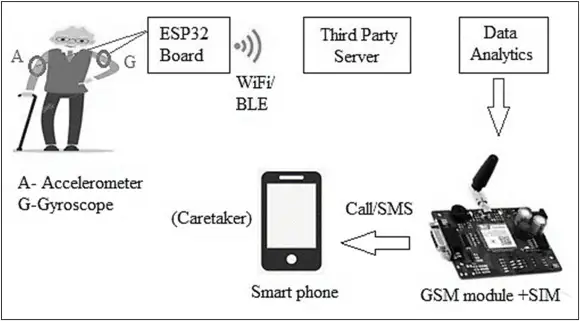 ESP32
Board
Third Party
Server
Data
Analytics
A
G
WiFi/
BLE
A- Accelerometer
G-Gyroscope
(Caretaker)
Call/SMS
Smart phone
GSM module +SIM